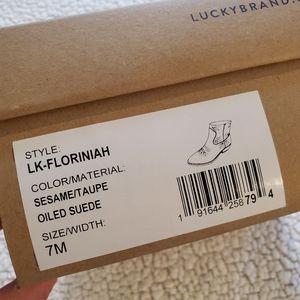 LUCKYBRAND.
STYLE:
LK-FLORINIAH
COLOR/MATERIAL:
SESAME/TAUPE
OILED SUEDE
SIZE/WIDTH:
7M
1 91644 25879 4